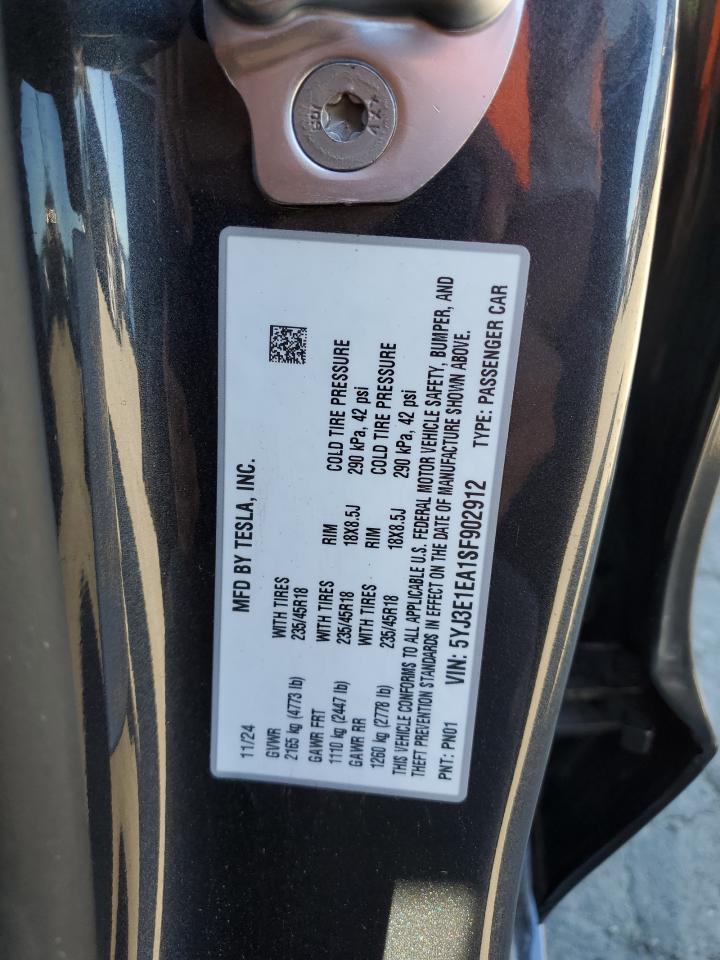 11/24 MFD BY TESLA, INC.
GVWR WITH TIRES
2165 kg (4773 lb) 235/45R18
GAWR FRT WITH TIRES RIM COLD TIRE PRESSURE
1110 kg (2447 lb) 235/45R18 18X8.5J 290 kPa, 42 psi
GAWR RR WITH TIRES RIM COLD TIRE PRESSURE
1260 kg (2778 lb) 235/45R18 18X8.5J 290 kPa, 42 psi
THIS VEHICLE CONFORMS TO ALL APPLICABLE U.S. FEDERAL MOTOR VEHICLE SAFETY, BUMPER, AND
THEFT PREVENTION STANDARDS IN EFFECT ON THE DATE OF MANUFACTURE SHOWN ABOVE.
PNT: PN01 VIN: 5YJ3E1EA1SF902912 TYPE: PASSENGER CAR